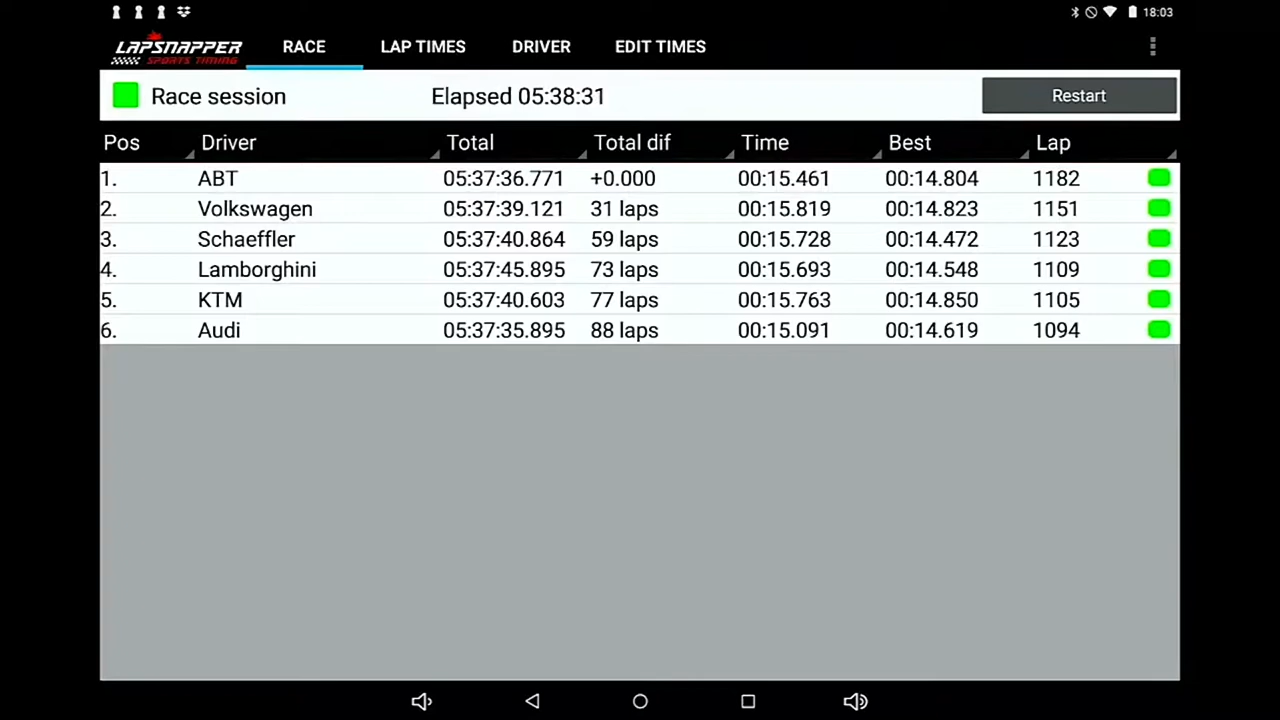 18:03
LAPSNAPPER RACE LAP TIMES DRIVER EDIT TIMES
SPORTS TIMING
Race session Elapsed 05:38:31 Restart
Pos Driver Total Total dif Time Best Lap
1. ABT 05:37:36.771 +0.000 00:15.461 00:14.804 1182
2. Volkswagen 05:37:39.121 31 laps 00:15.819 00:14.823 1151
3. Schaeffler 05:37:40.864 59 laps 00:15.728 00:14.472 1123
4. Lamborghini 05:37:45.895 73 laps 00:15.693 00:14.548 1109
5. KTM 05:37:40.603 77 laps 00:15.763 00:14.850 1105
6. Audi 05:37:35.895 88 laps 00:15.091 00:14.619 1094